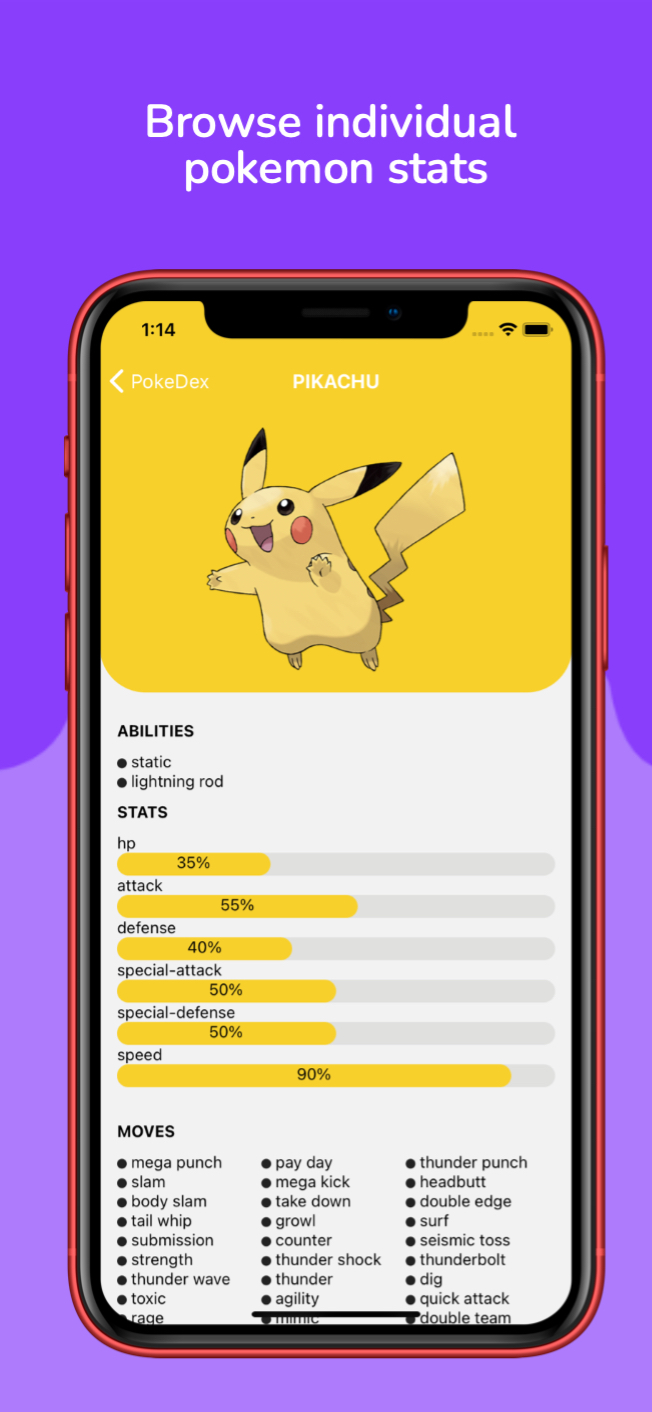 Browse individual
pokemon stats
1:14
PokeDex PIKACHU
ABILITIES
● static
● lightning rod
STATS
hp
35%
attack
55%
defense
40%
special-attack
50%
special-defense
50%
speed
90%
MOVES
● mega punch ● pay day ● thunder punch
● slam ● mega kick ● headbutt
● body slam ● take down ● double edge
● tail whip ● growl ● surf
● submission ● counter ● seismic toss
● strength ● thunder shock ● thunderbolt
● thunder wave ● thunder ● dig
● toxic ● agility ● quick attack
● rage ● mimic ● double team